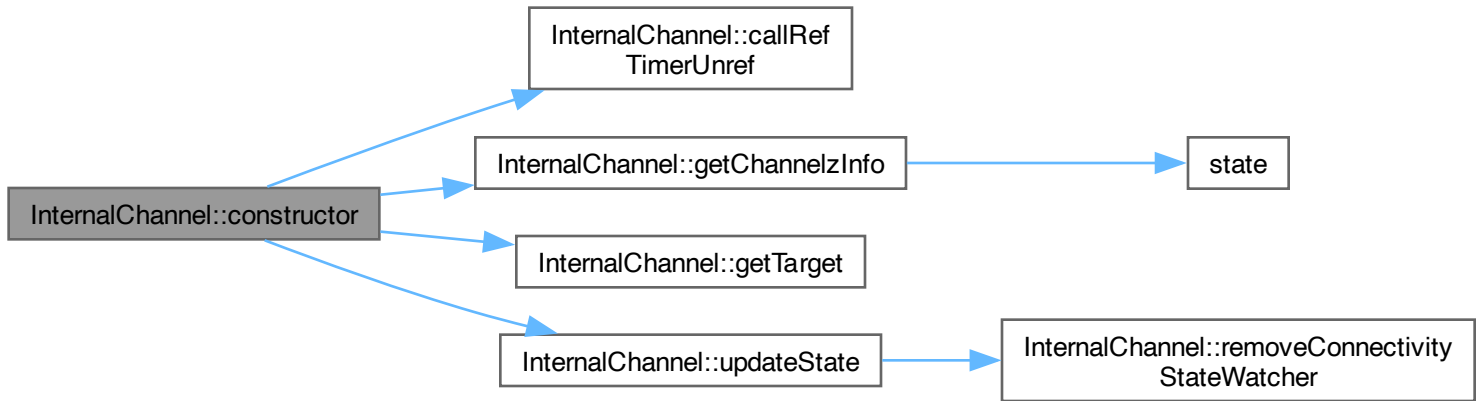 InternalChannel::callRef
TimerUnref
InternalChannel::getChannelzInfo
state
InternalChannel::constructor
InternalChannel::getTarget
InternalChannel::updateState
InternalChannel::removeConnectivity
StateWatcher